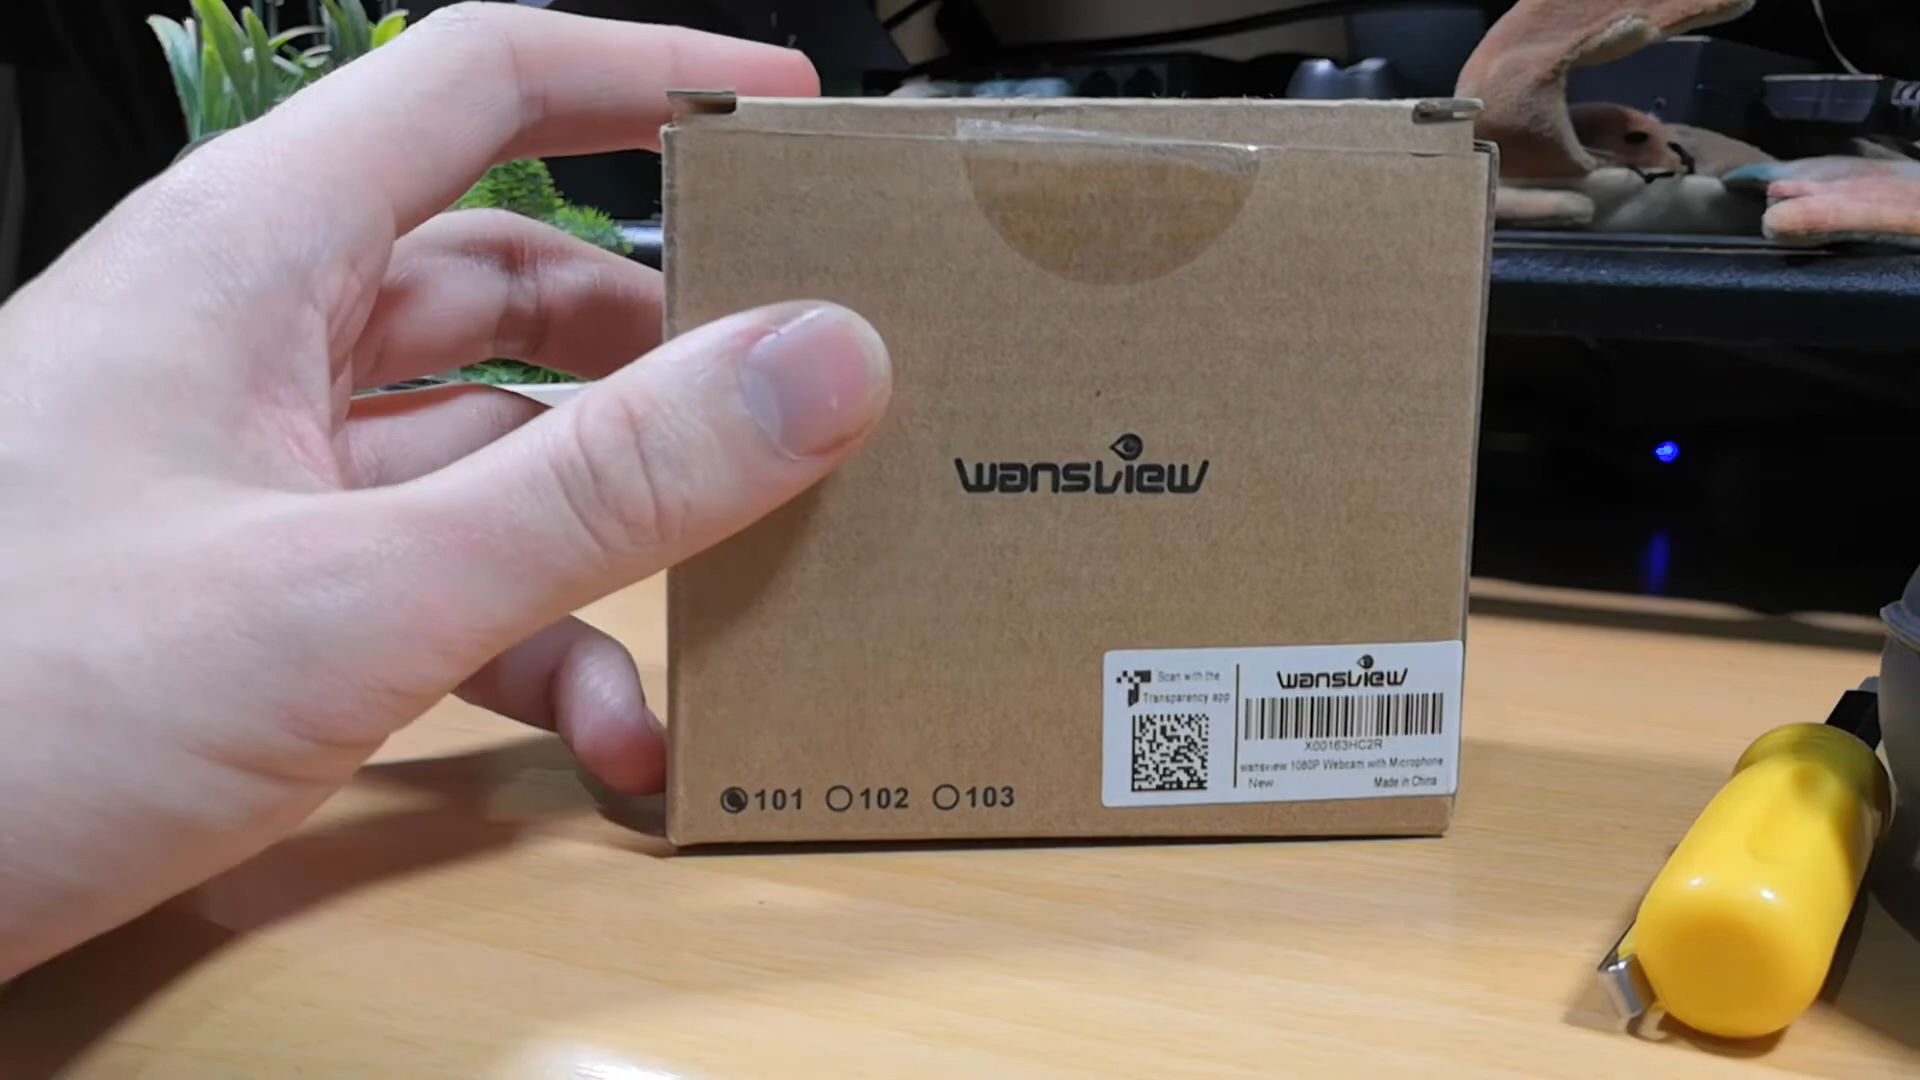 wansview
101 102 103
Scan with the
Transparency app
wansview
X00163HC2R
wansview 1080P Webcam with Microphone
New
Made in China